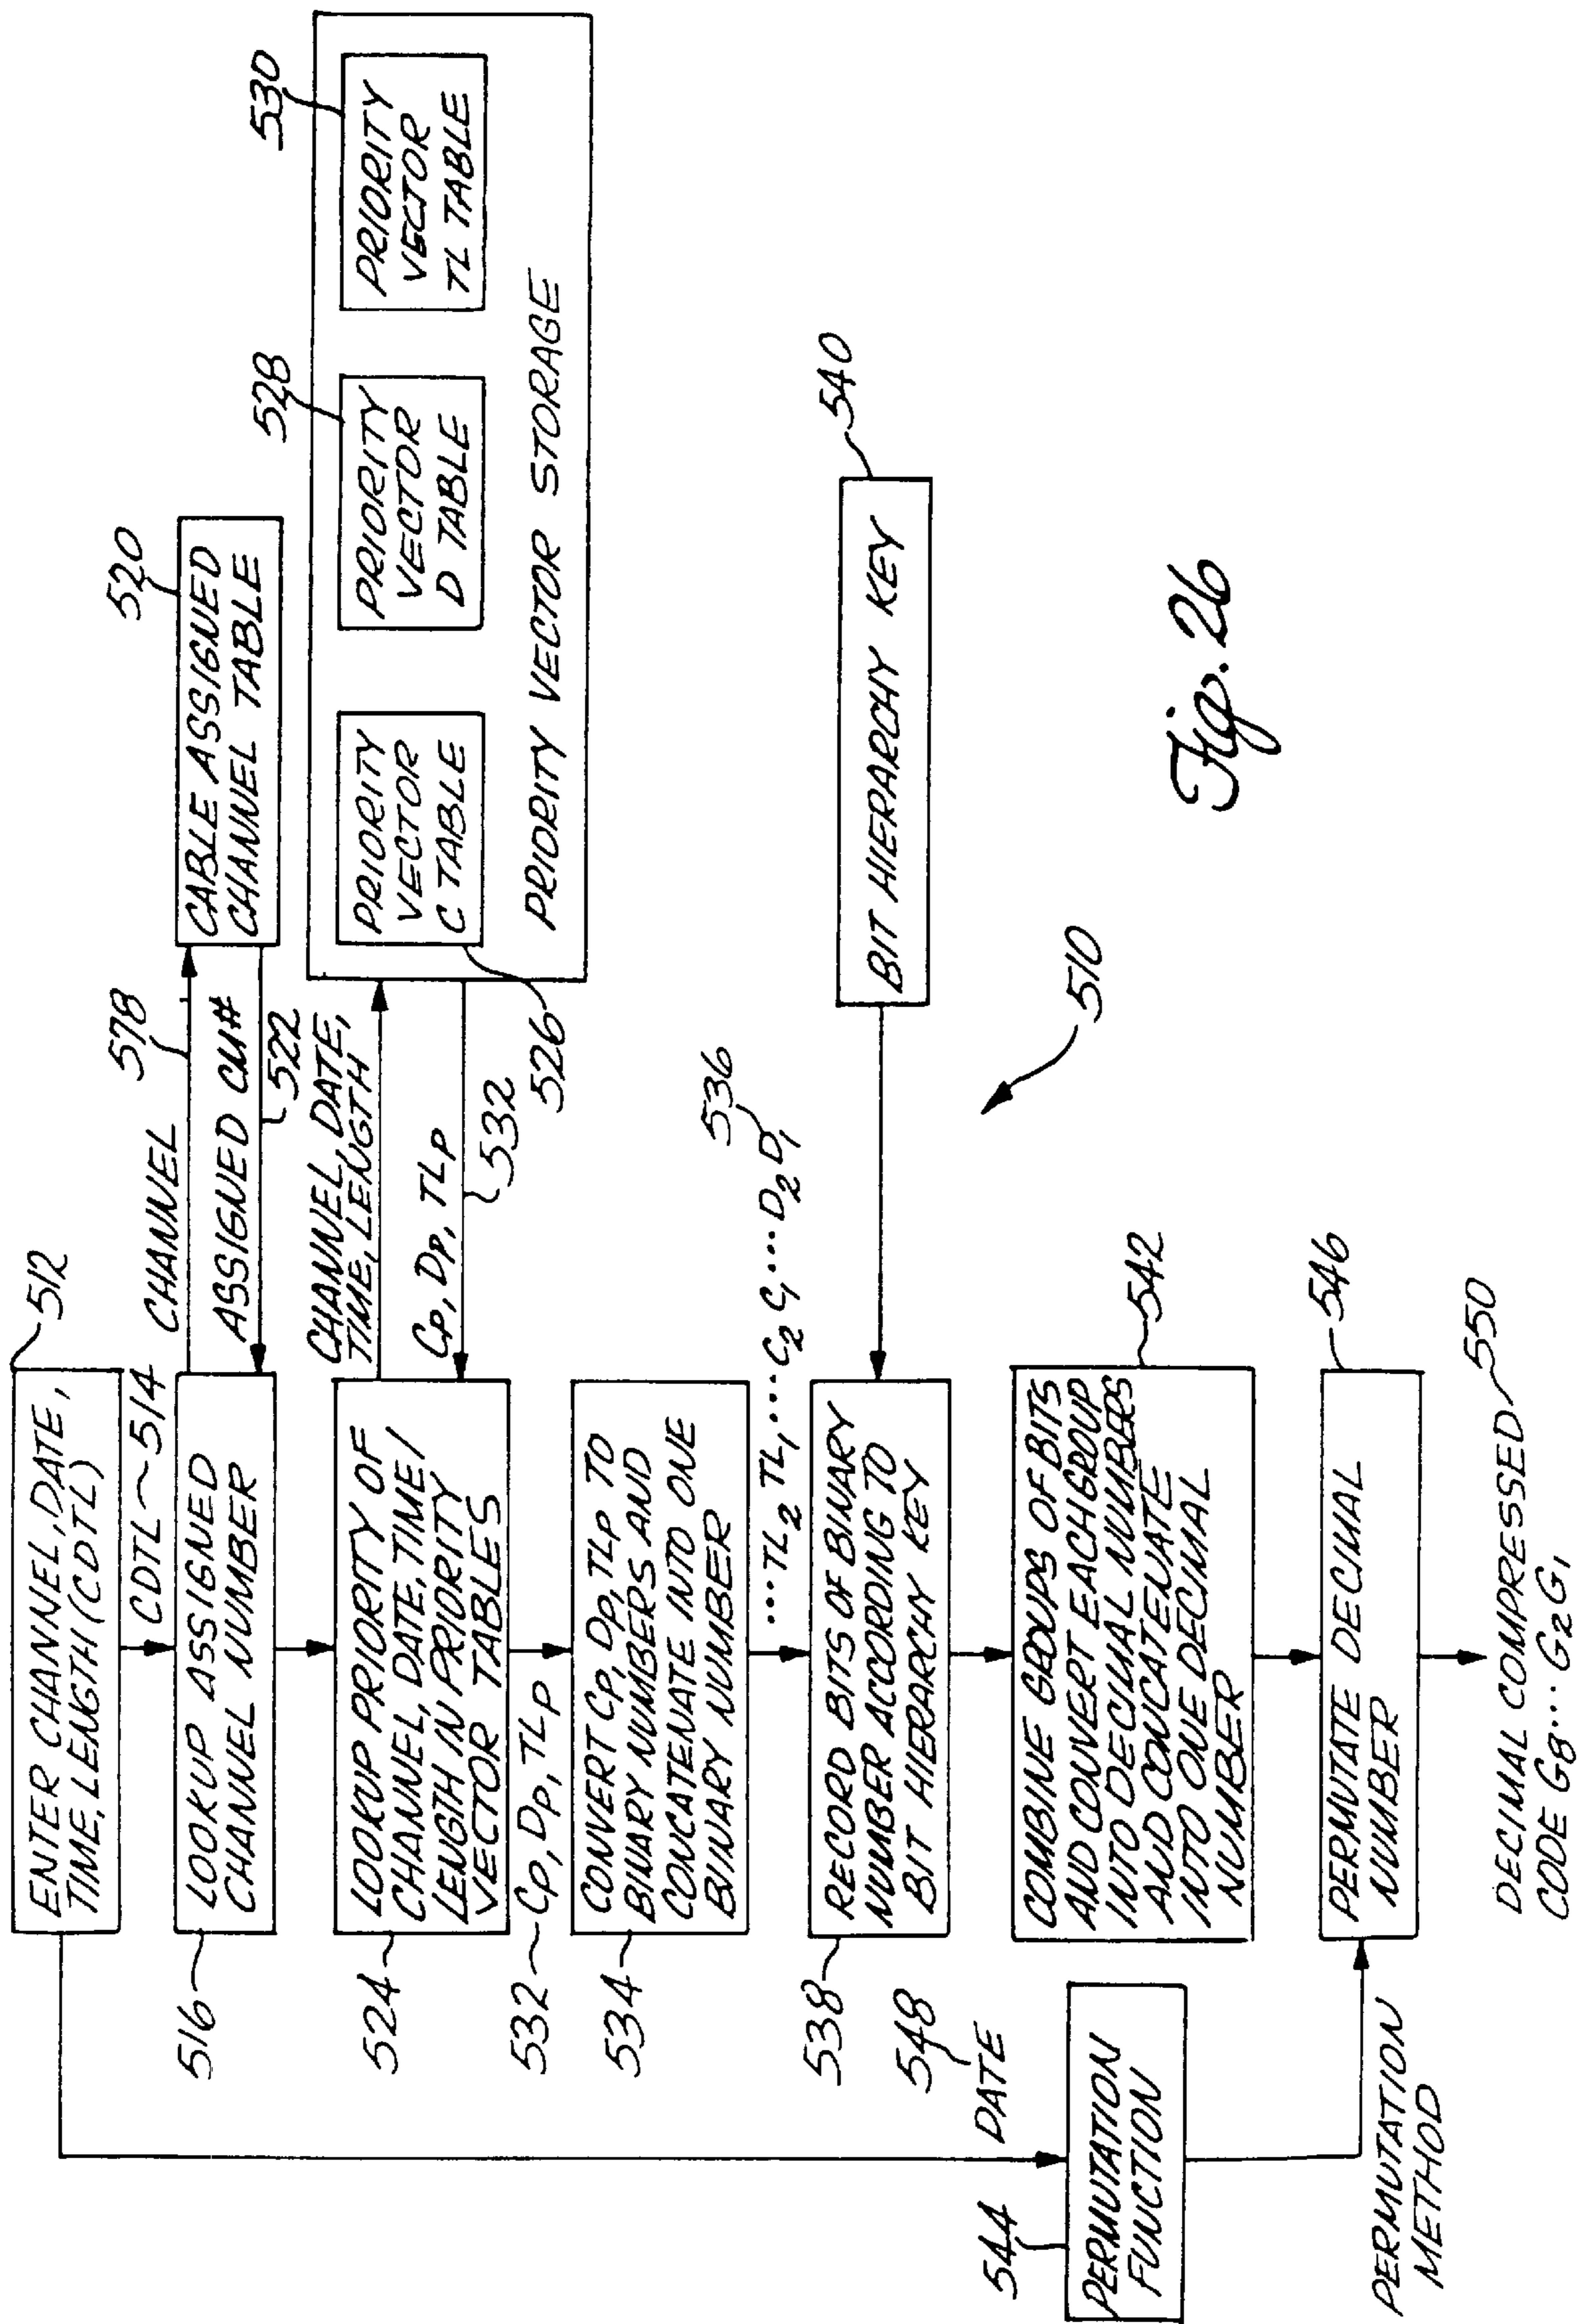 512
ENTER CHANNEL, DATE,
TIME, LENGTH (CDTL)
CDTL~514
516
LOOKUP ASSIGNED
CHANNEL NUMBER
CHANNEL
578
ASSIGNED CH#
522
520
CABLE ASSIGNED
CHANNEL TABLE
524
LOOKUP PRIORITY OF
CHANNEL, DATE, TIME/
LENGTH IN PRIORITY
VECTOR TABLES
CHANNEL, DATE,
TIME, LENGTH
CP, DP, TLP
532
526
PRIORITY
VECTOR
C TABLE
528
PRIORITY
VECTOR
D TABLE
530
PRIORITY
VECTOR
TL TABLE
PRIORITY VECTOR STORAGE
532~CP, DP, TLP
534
CONVERT CP, DP, TLP TO
BINARY NUMBERS AND
CONCATENATE INTO ONE
BINARY NUMBER
536
...TL2 TL1...C2 C1...D2 D1
538
RECORD BITS OF BINARY
NUMBER ACCORDING TO
BIT HIERARCHY KEY
540
BIT HIERARCHY KEY
510
542
COMBINE GROUPS OF BITS
AND CONVERT EACH GROUP
INTO DECIMAL NUMBERS
AND CONCATENATE
INTO ONE DECIMAL
NUMBER
548
DATE
544
PERMUTATION
FUNCTION
PERMUTATION
METHOD
546
PERMUTATE DECIMAL
NUMBER
550
DECIMAL COMPRESSED
CODE G8...G2G1
Fig. 26